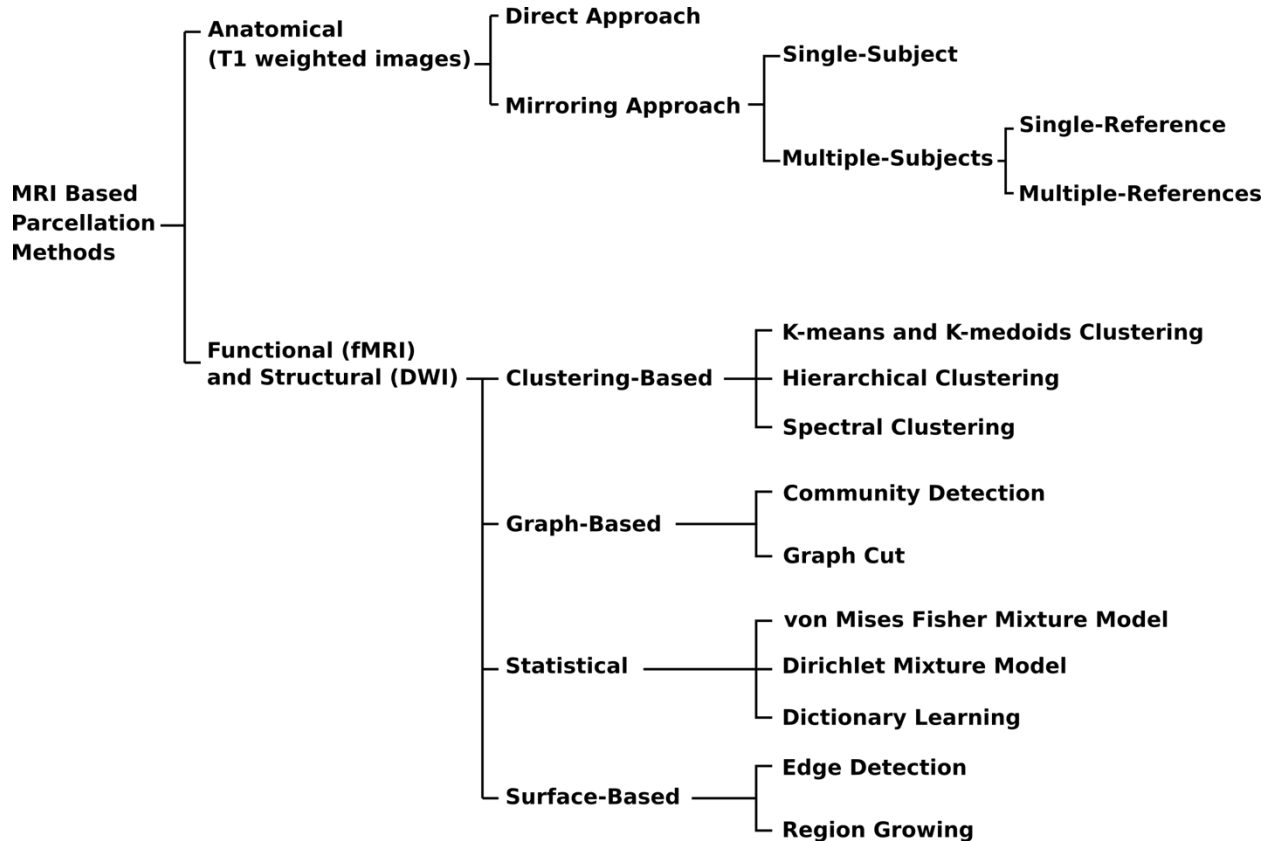 MRI Based
Parcellation
Methods
Anatomical
(T1 weighted images)
Direct Approach
Mirroring Approach
Single-Subject
Multiple-Subjects
Single-Reference
Multiple-References
Functional (fMRI)
and Structural (DWI)
Clustering-Based
K-means and K-medoids Clustering
Hierarchical Clustering
Spectral Clustering
Graph-Based
Community Detection
Graph Cut
Statistical
von Mises Fisher Mixture Model
Dirichlet Mixture Model
Dictionary Learning
Surface-Based
Edge Detection
Region Growing